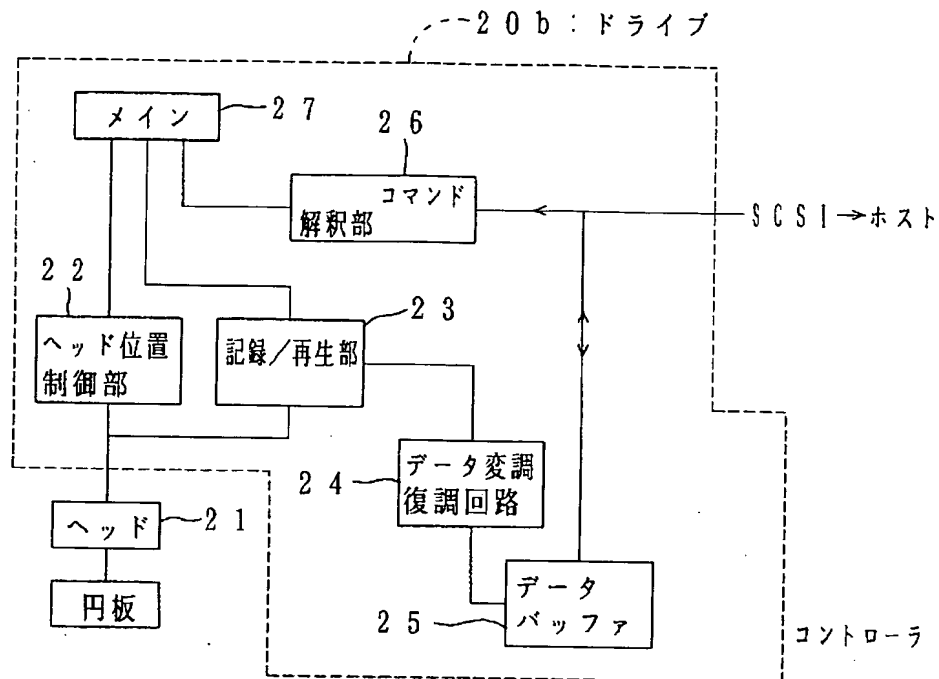 20b:ドライブ
メイン
27
26
コマンド
解釈部
SCSI→ホスト
22
ヘッド位置
制御部
23
記録/再生部
24
データ変調
復調回路
ヘッド
21
円板
データ
バッファ
25
コントローラ